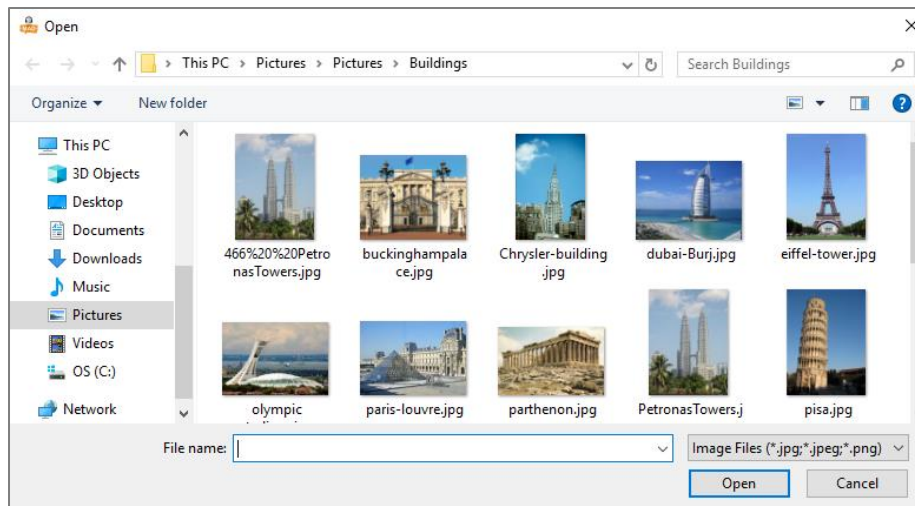 Open
This PC > Pictures > Pictures > Buildings
Search Buildings
Organize
New folder
This PC
3D Objects
Desktop
Documents
Downloads
Music
Pictures
Videos
OS (C:)
Network
466%20%20Petro
nasTowers.jpg
buckinghampala
ce.jpg
Chrysler-building
.jpg
dubai-Burj.jpg
eiffel-tower.jpg
olympic
paris-louvre.jpg
parthenon.jpg
PetronasTowers.j
pisa.jpg
File name:
Image Files (*.jpg;*.jpeg;*.png)
Open
Cancel